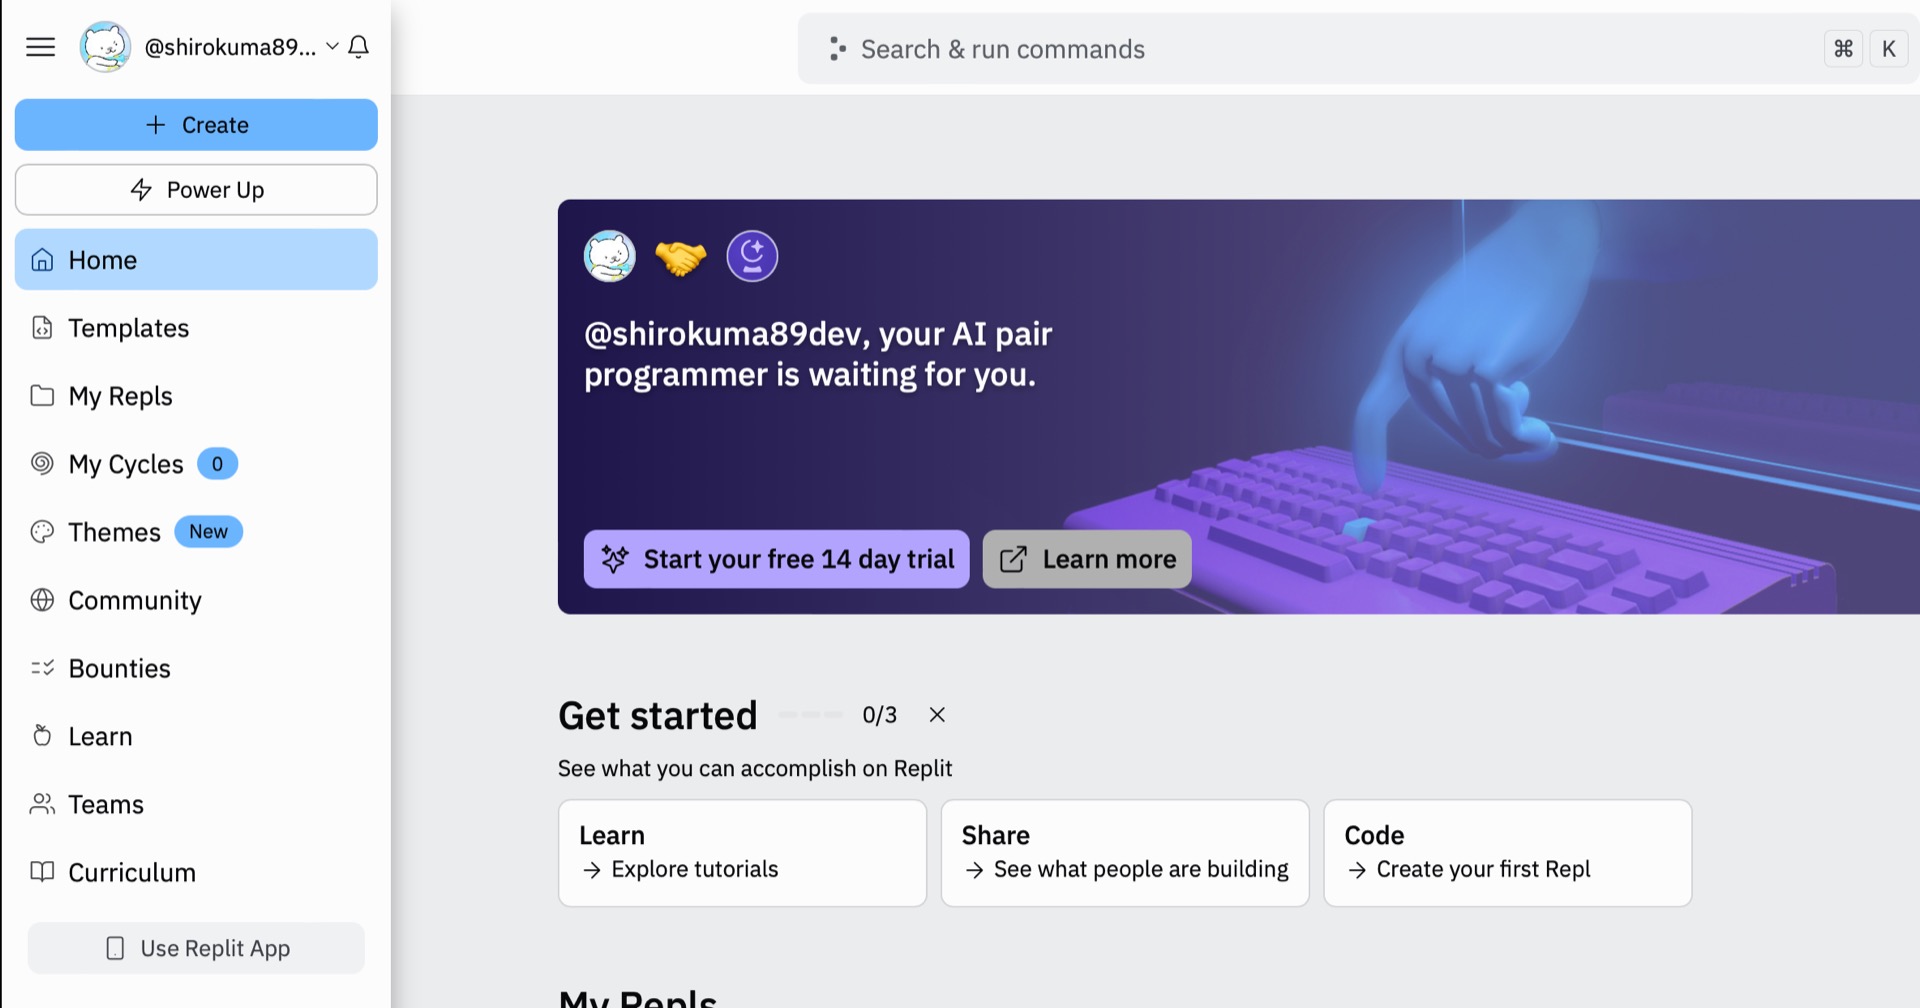 @shirokuma89...
Search & run commands
⌘ K
+ Create
Power Up
Home
Templates
My Repls
My Cycles 0
Themes New
Community
Bounties
Learn
Teams
Curriculum
Use Replit App
@shirokuma89dev, your AI pair
programmer is waiting for you.
Start your free 14 day trial
Learn more
Get started 0/3
See what you can accomplish on Replit
Learn
→ Explore tutorials
Share
→ See what people are building
Code
→ Create your first Repl
My Repls